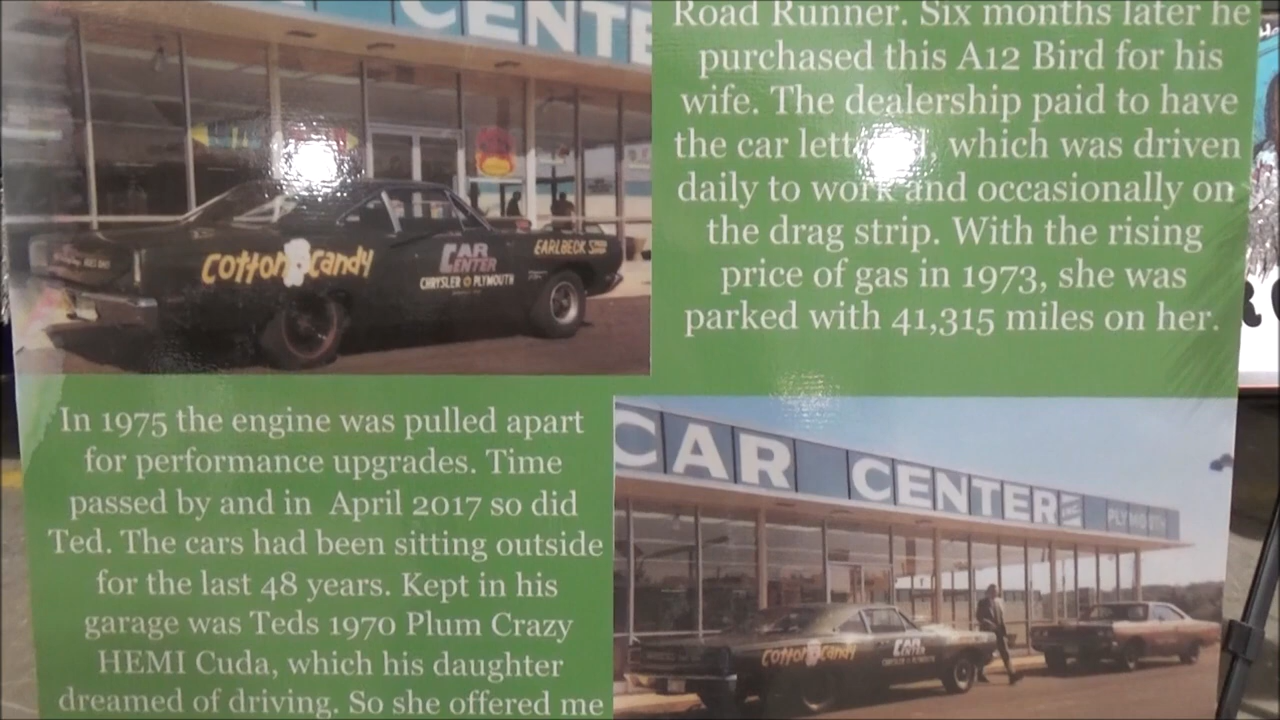 CENTE
Cotton Candy
CAR
CENTER
CHRYSLER PLYMOUTH
EARLBECK
Road Runner. Six months later he
purchased this A12 Bird for his
wife. The dealership paid to have
the car which was driven
daily to work and occasionally on
the drag strip. With the rising
price of gas in 1973, she was
parked with 41,315 miles on her.
In 1975 the engine was pulled apart
for performance upgrades. Time
passed by and in April 2017 so did
Ted. The cars had been sitting outside
for the last 48 years. Kept in his
garage was Teds 1970 Plum Crazy
HEMI Cuda, which his daughter
dreamed of driving. So she offered me
CAR CENTER INC PLYMOUTH
Cotton Candy
CAR
CENTER
CHRYSLER PLYMOUTH